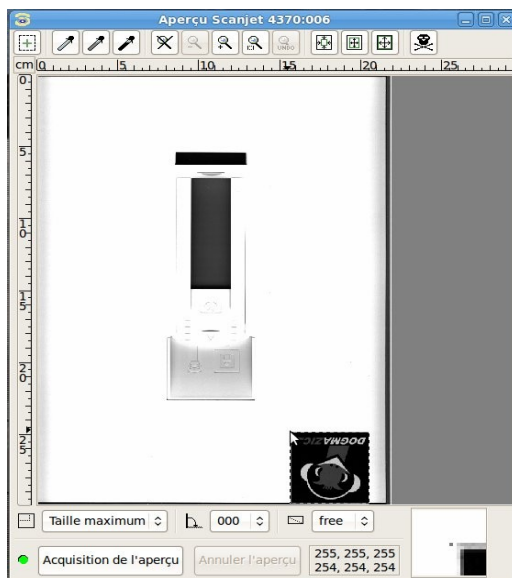 Aperçu Scanjet 4370:006
cm 0 5 10 15 20 25
0
5
10
15
20
25
DOGMAZIC.
Taille maximum 000 free
Acquisition de l'aperçu Annuler l'aperçu 255, 255, 255
254, 254, 254